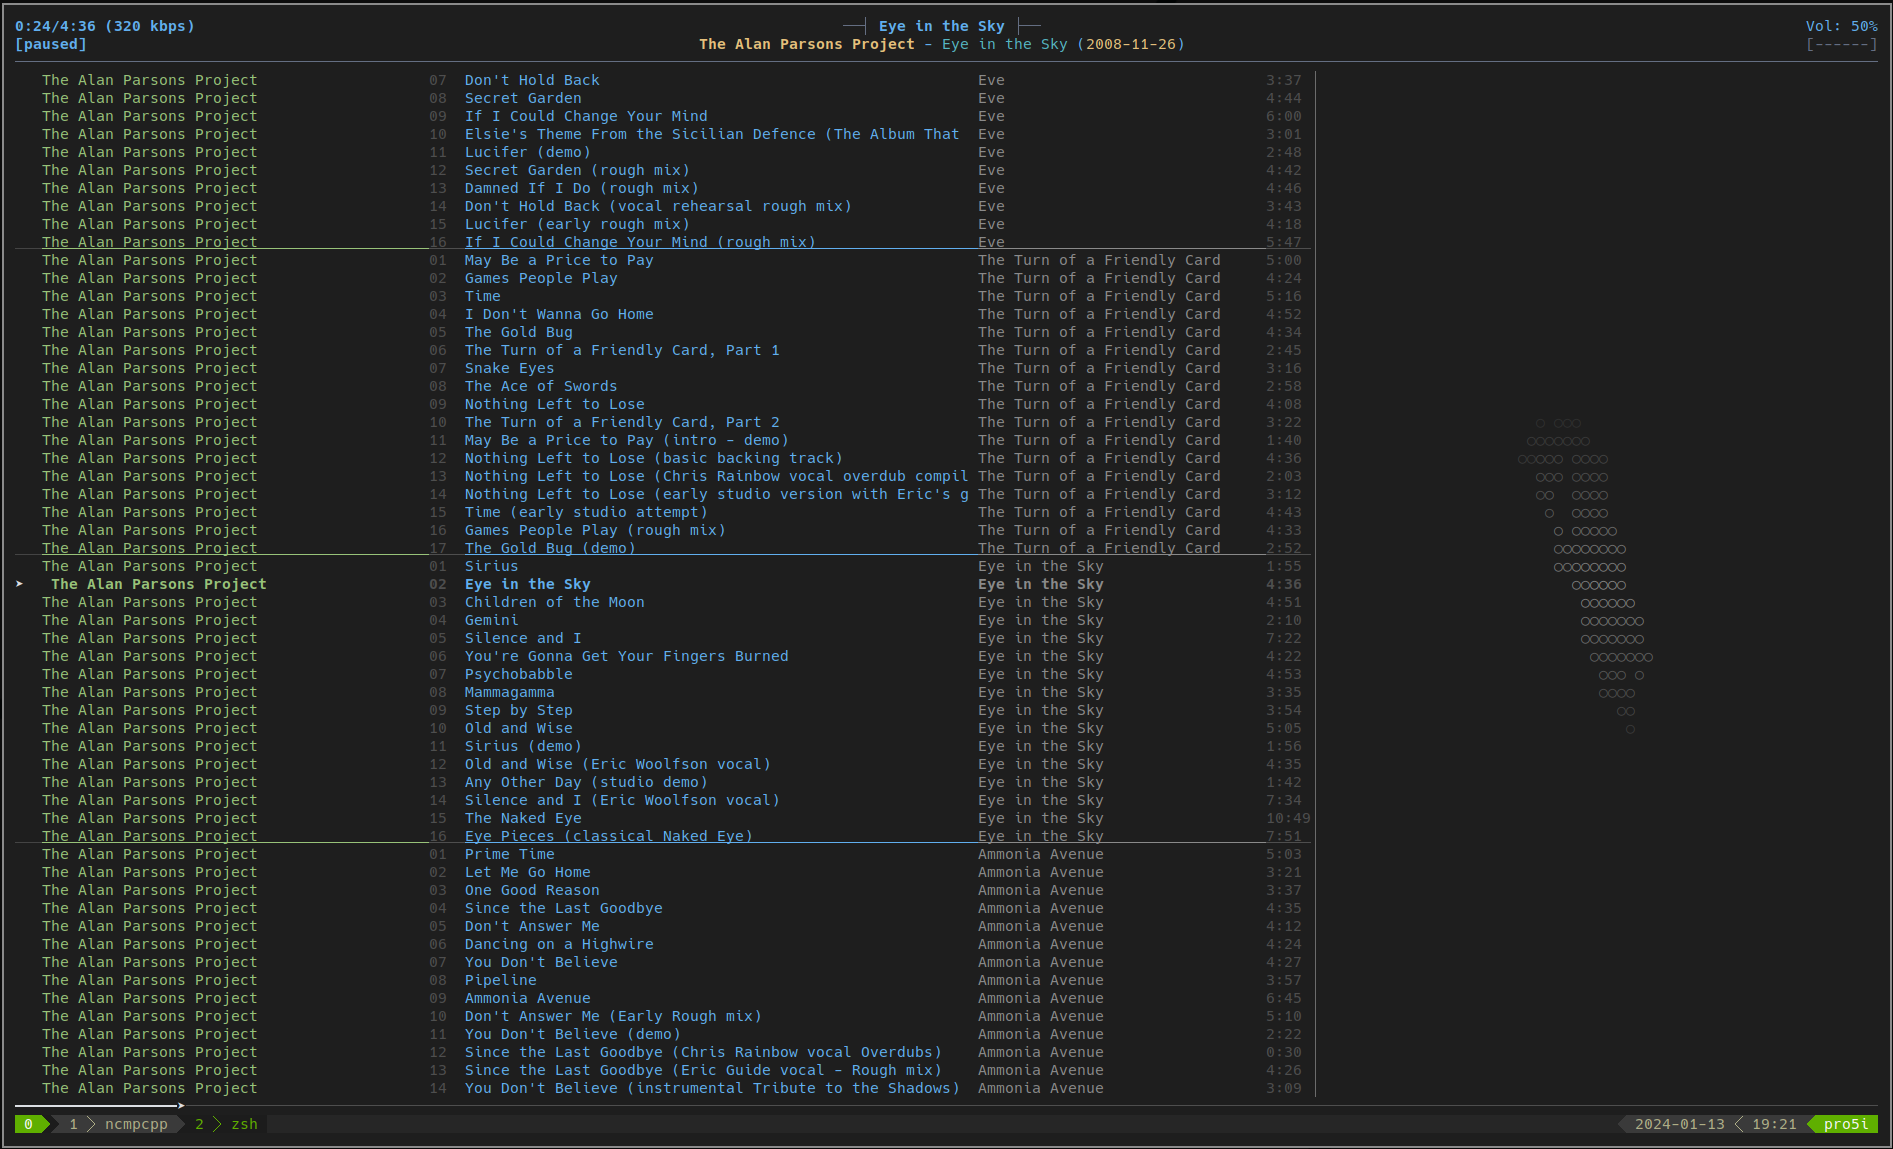 0:24/4:36 (320 kbps) ──┤ Eye in the Sky ├── Vol: 50%
[paused] The Alan Parsons Project - Eye in the Sky (2008-11-26) [------]
The Alan Parsons Project 07 Don't Hold Back Eve 3:37
The Alan Parsons Project 08 Secret Garden Eve 4:44
The Alan Parsons Project 09 If I Could Change Your Mind Eve 6:00
The Alan Parsons Project 10 Elsie's Theme From the Sicilian Defence (The Album That Eve 3:01
The Alan Parsons Project 11 Lucifer (demo) Eve 2:48
The Alan Parsons Project 12 Secret Garden (rough mix) Eve 4:42
The Alan Parsons Project 13 Damned If I Do (rough mix) Eve 4:46
The Alan Parsons Project 14 Don't Hold Back (vocal rehearsal rough mix) Eve 3:43
The Alan Parsons Project 15 Lucifer (early rough mix) Eve 4:18
The Alan Parsons Project 16 If I Could Change Your Mind (rough mix) Eve 5:47
The Alan Parsons Project 01 May Be a Price to Pay The Turn of a Friendly Card 5:00
The Alan Parsons Project 02 Games People Play The Turn of a Friendly Card 4:24
The Alan Parsons Project 03 Time The Turn of a Friendly Card 5:16
The Alan Parsons Project 04 I Don't Wanna Go Home The Turn of a Friendly Card 4:52
The Alan Parsons Project 05 The Gold Bug The Turn of a Friendly Card 4:34
The Alan Parsons Project 06 The Turn of a Friendly Card, Part 1 The Turn of a Friendly Card 2:45
The Alan Parsons Project 07 Snake Eyes The Turn of a Friendly Card 3:16
The Alan Parsons Project 08 The Ace of Swords The Turn of a Friendly Card 2:58
The Alan Parsons Project 09 Nothing Left to Lose The Turn of a Friendly Card 4:08
The Alan Parsons Project 10 The Turn of a Friendly Card, Part 2 The Turn of a Friendly Card 3:22
The Alan Parsons Project 11 May Be a Price to Pay (intro - demo) The Turn of a Friendly Card 1:40
The Alan Parsons Project 12 Nothing Left to Lose (basic backing track) The Turn of a Friendly Card 4:36
The Alan Parsons Project 13 Nothing Left to Lose (Chris Rainbow vocal overdub compil The Turn of a Friendly Card 2:03
The Alan Parsons Project 14 Nothing Left to Lose (early studio version with Eric's g The Turn of a Friendly Card 3:12
The Alan Parsons Project 15 Time (early studio attempt) The Turn of a Friendly Card 4:43
The Alan Parsons Project 16 Games People Play (rough mix) The Turn of a Friendly Card 4:33
The Alan Parsons Project 17 The Gold Bug (demo) The Turn of a Friendly Card 2:52
The Alan Parsons Project 01 Sirius Eye in the Sky 1:55
➤ The Alan Parsons Project 02 Eye in the Sky Eye in the Sky 4:36
The Alan Parsons Project 03 Children of the Moon Eye in the Sky 4:51
The Alan Parsons Project 04 Gemini Eye in the Sky 2:10
The Alan Parsons Project 05 Silence and I Eye in the Sky 7:22
The Alan Parsons Project 06 You're Gonna Get Your Fingers Burned Eye in the Sky 4:22
The Alan Parsons Project 07 Psychobabble Eye in the Sky 4:53
The Alan Parsons Project 08 Mammagamma Eye in the Sky 3:35
The Alan Parsons Project 09 Step by Step Eye in the Sky 3:54
The Alan Parsons Project 10 Old and Wise Eye in the Sky 5:05
The Alan Parsons Project 11 Sirius (demo) Eye in the Sky 1:56
The Alan Parsons Project 12 Old and Wise (Eric Woolfson vocal) Eye in the Sky 4:35
The Alan Parsons Project 13 Any Other Day (studio demo) Eye in the Sky 1:42
The Alan Parsons Project 14 Silence and I (Eric Woolfson vocal) Eye in the Sky 7:34
The Alan Parsons Project 15 The Naked Eye Eye in the Sky 10:49
The Alan Parsons Project 16 Eye Pieces (classical Naked Eye) Eye in the Sky 7:51
The Alan Parsons Project 01 Prime Time Ammonia Avenue 5:03
The Alan Parsons Project 02 Let Me Go Home Ammonia Avenue 3:21
The Alan Parsons Project 03 One Good Reason Ammonia Avenue 3:37
The Alan Parsons Project 04 Since the Last Goodbye Ammonia Avenue 4:35
The Alan Parsons Project 05 Don't Answer Me Ammonia Avenue 4:12
The Alan Parsons Project 06 Dancing on a Highwire Ammonia Avenue 4:24
The Alan Parsons Project 07 You Don't Believe Ammonia Avenue 4:27
The Alan Parsons Project 08 Pipeline Ammonia Avenue 3:57
The Alan Parsons Project 09 Ammonia Avenue Ammonia Avenue 6:45
The Alan Parsons Project 10 Don't Answer Me (Early Rough mix) Ammonia Avenue 5:10
The Alan Parsons Project 11 You Don't Believe (demo) Ammonia Avenue 2:22
The Alan Parsons Project 12 Since the Last Goodbye (Chris Rainbow vocal Overdubs) Ammonia Avenue 0:30
The Alan Parsons Project 13 Since the Last Goodbye (Eric Guide vocal - Rough mix) Ammonia Avenue 4:26
The Alan Parsons Project 14 You Don't Believe (instrumental Tribute to the Shadows) Ammonia Avenue 3:09
0 1 ncmpcpp 2 zsh 2024-01-13 19:21 pro5i